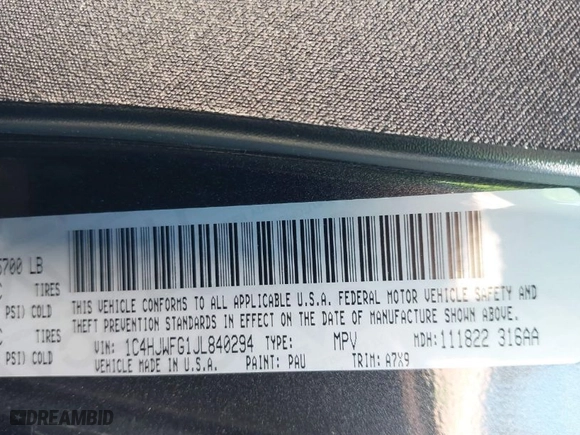 5700 LB
C TIRES
PSI) COLD
C TIRES
PSI) COLD
THIS VEHICLE CONFORMS TO ALL APPLICABLE U.S.A. FEDERAL MOTOR VEHICLE SAFETY AND
THEFT PREVENTION STANDARDS IN EFFECT ON THE DATE OF MANUFACTURE SHOWN ABOVE.
VIN: 1C4HJWFG1JL840294 TYPE: MPV MDH: 111822 316AA
VEHICLE MADE IN U.S.A. PAINT: PAU TRIM: A7X9
DREAMBID